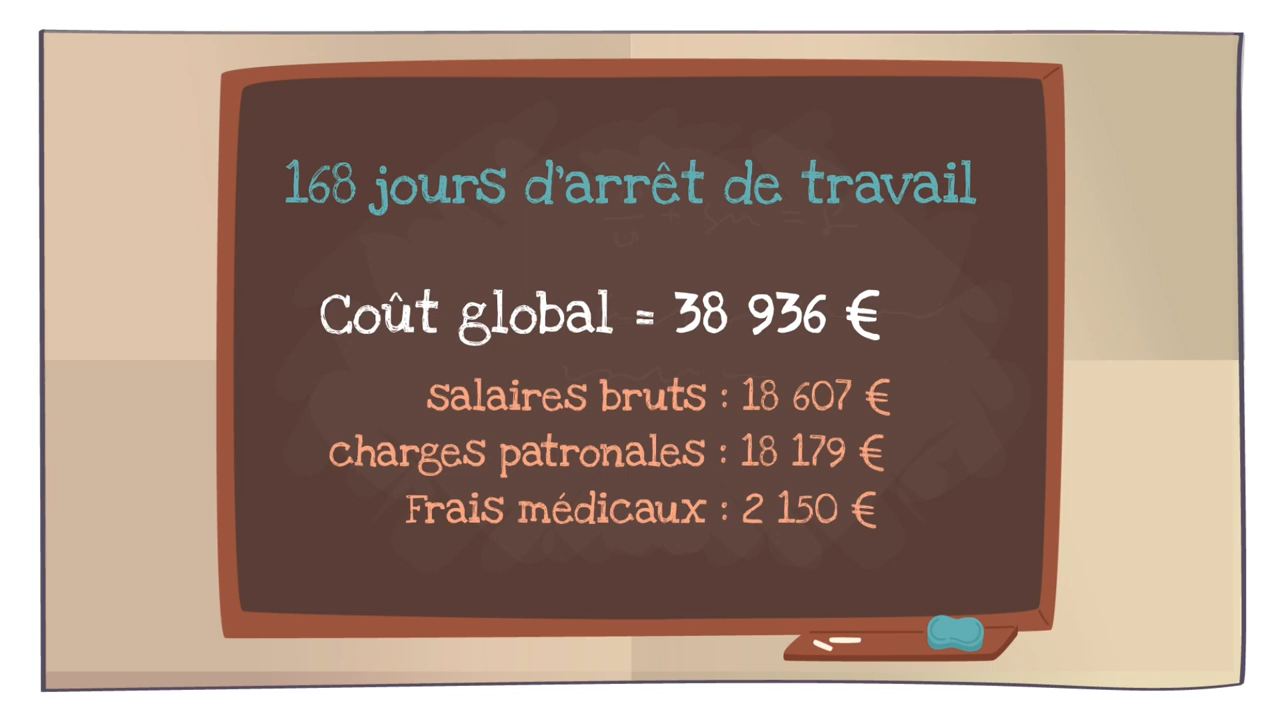 168 jours d'arrêt de travail
Coût global = 38 936 €
salaires bruts : 18 607 €
charges patronales : 18 179 €
Frais médicaux : 2 150 €